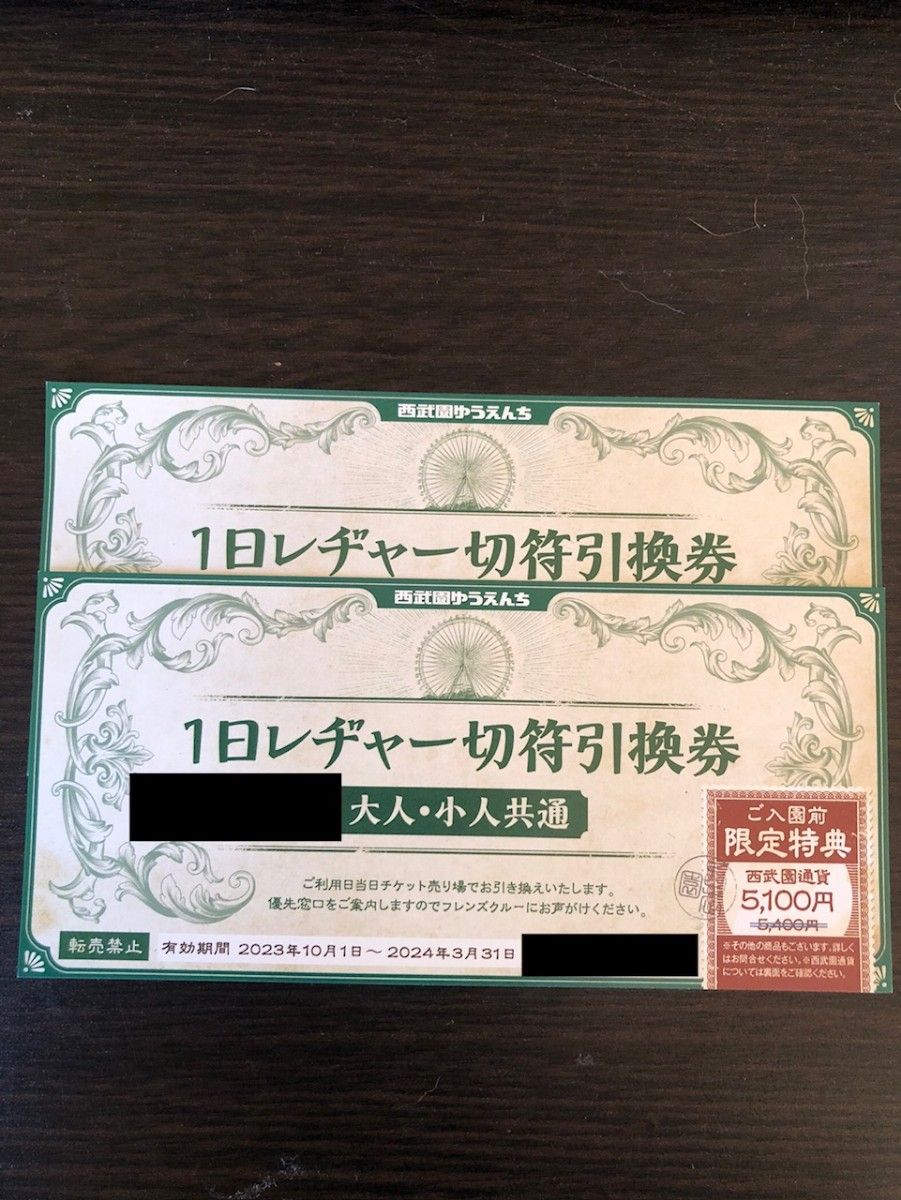 西武園ゆうえんち
1日レヂャー切符引換券
西武園ゆうえんち
1日レヂャー切符引換券
大人・小人共通
ご利用日当日チケット売り場でお引き換えいたします。
優先窓口をご案内しますのでフレンズクルーにお声がけください。
転売禁止 有効期間 2023年10月1日~2024年3月31日
ご入園前
限定特典
西武園通貨
5,100円
5,400円
※その他の商品もございます。詳しく
はお問合せください。※西武園通貨
については裏面をご確認ください。